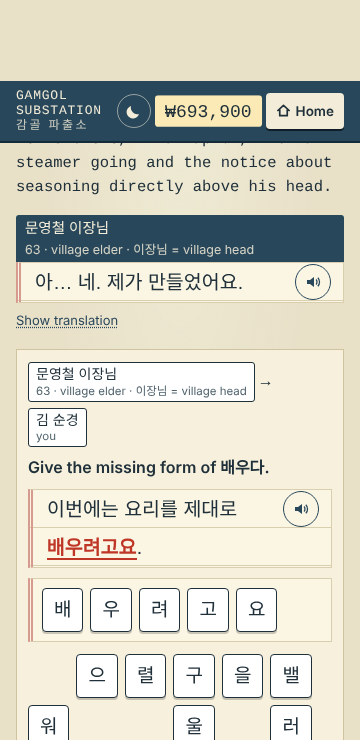 GAMGOL
SUBSTATION
감골 파출소
₩693,900
Home
steamer going and the notice about
seasoning directly above his head.
문영철 이장님
63 · village elder · 이장님 = village head
아… 네. 제가 만들었어요.
Show translation
문영철 이장님
63 · village elder · 이장님 = village head
→
김 순경
you
Give the missing form of 배우다.
이번에는 요리를 제대로
배우려고요.
배 우 려 고 요
으 렬 구 을 밸
워 울 러